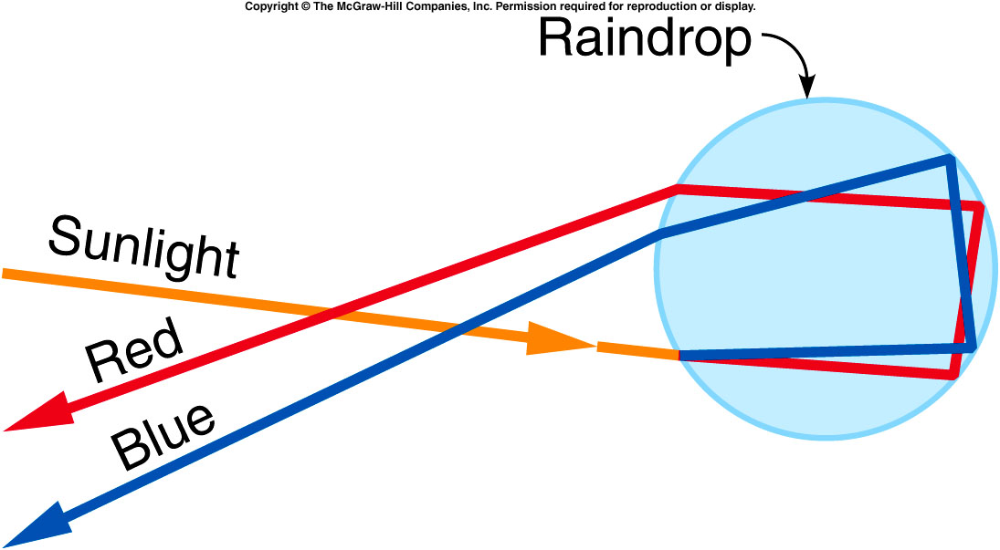 Copyright © The McGraw-Hill Companies, Inc. Permission required for reproduction or display.
Raindrop
Sunlight
Red
Blue